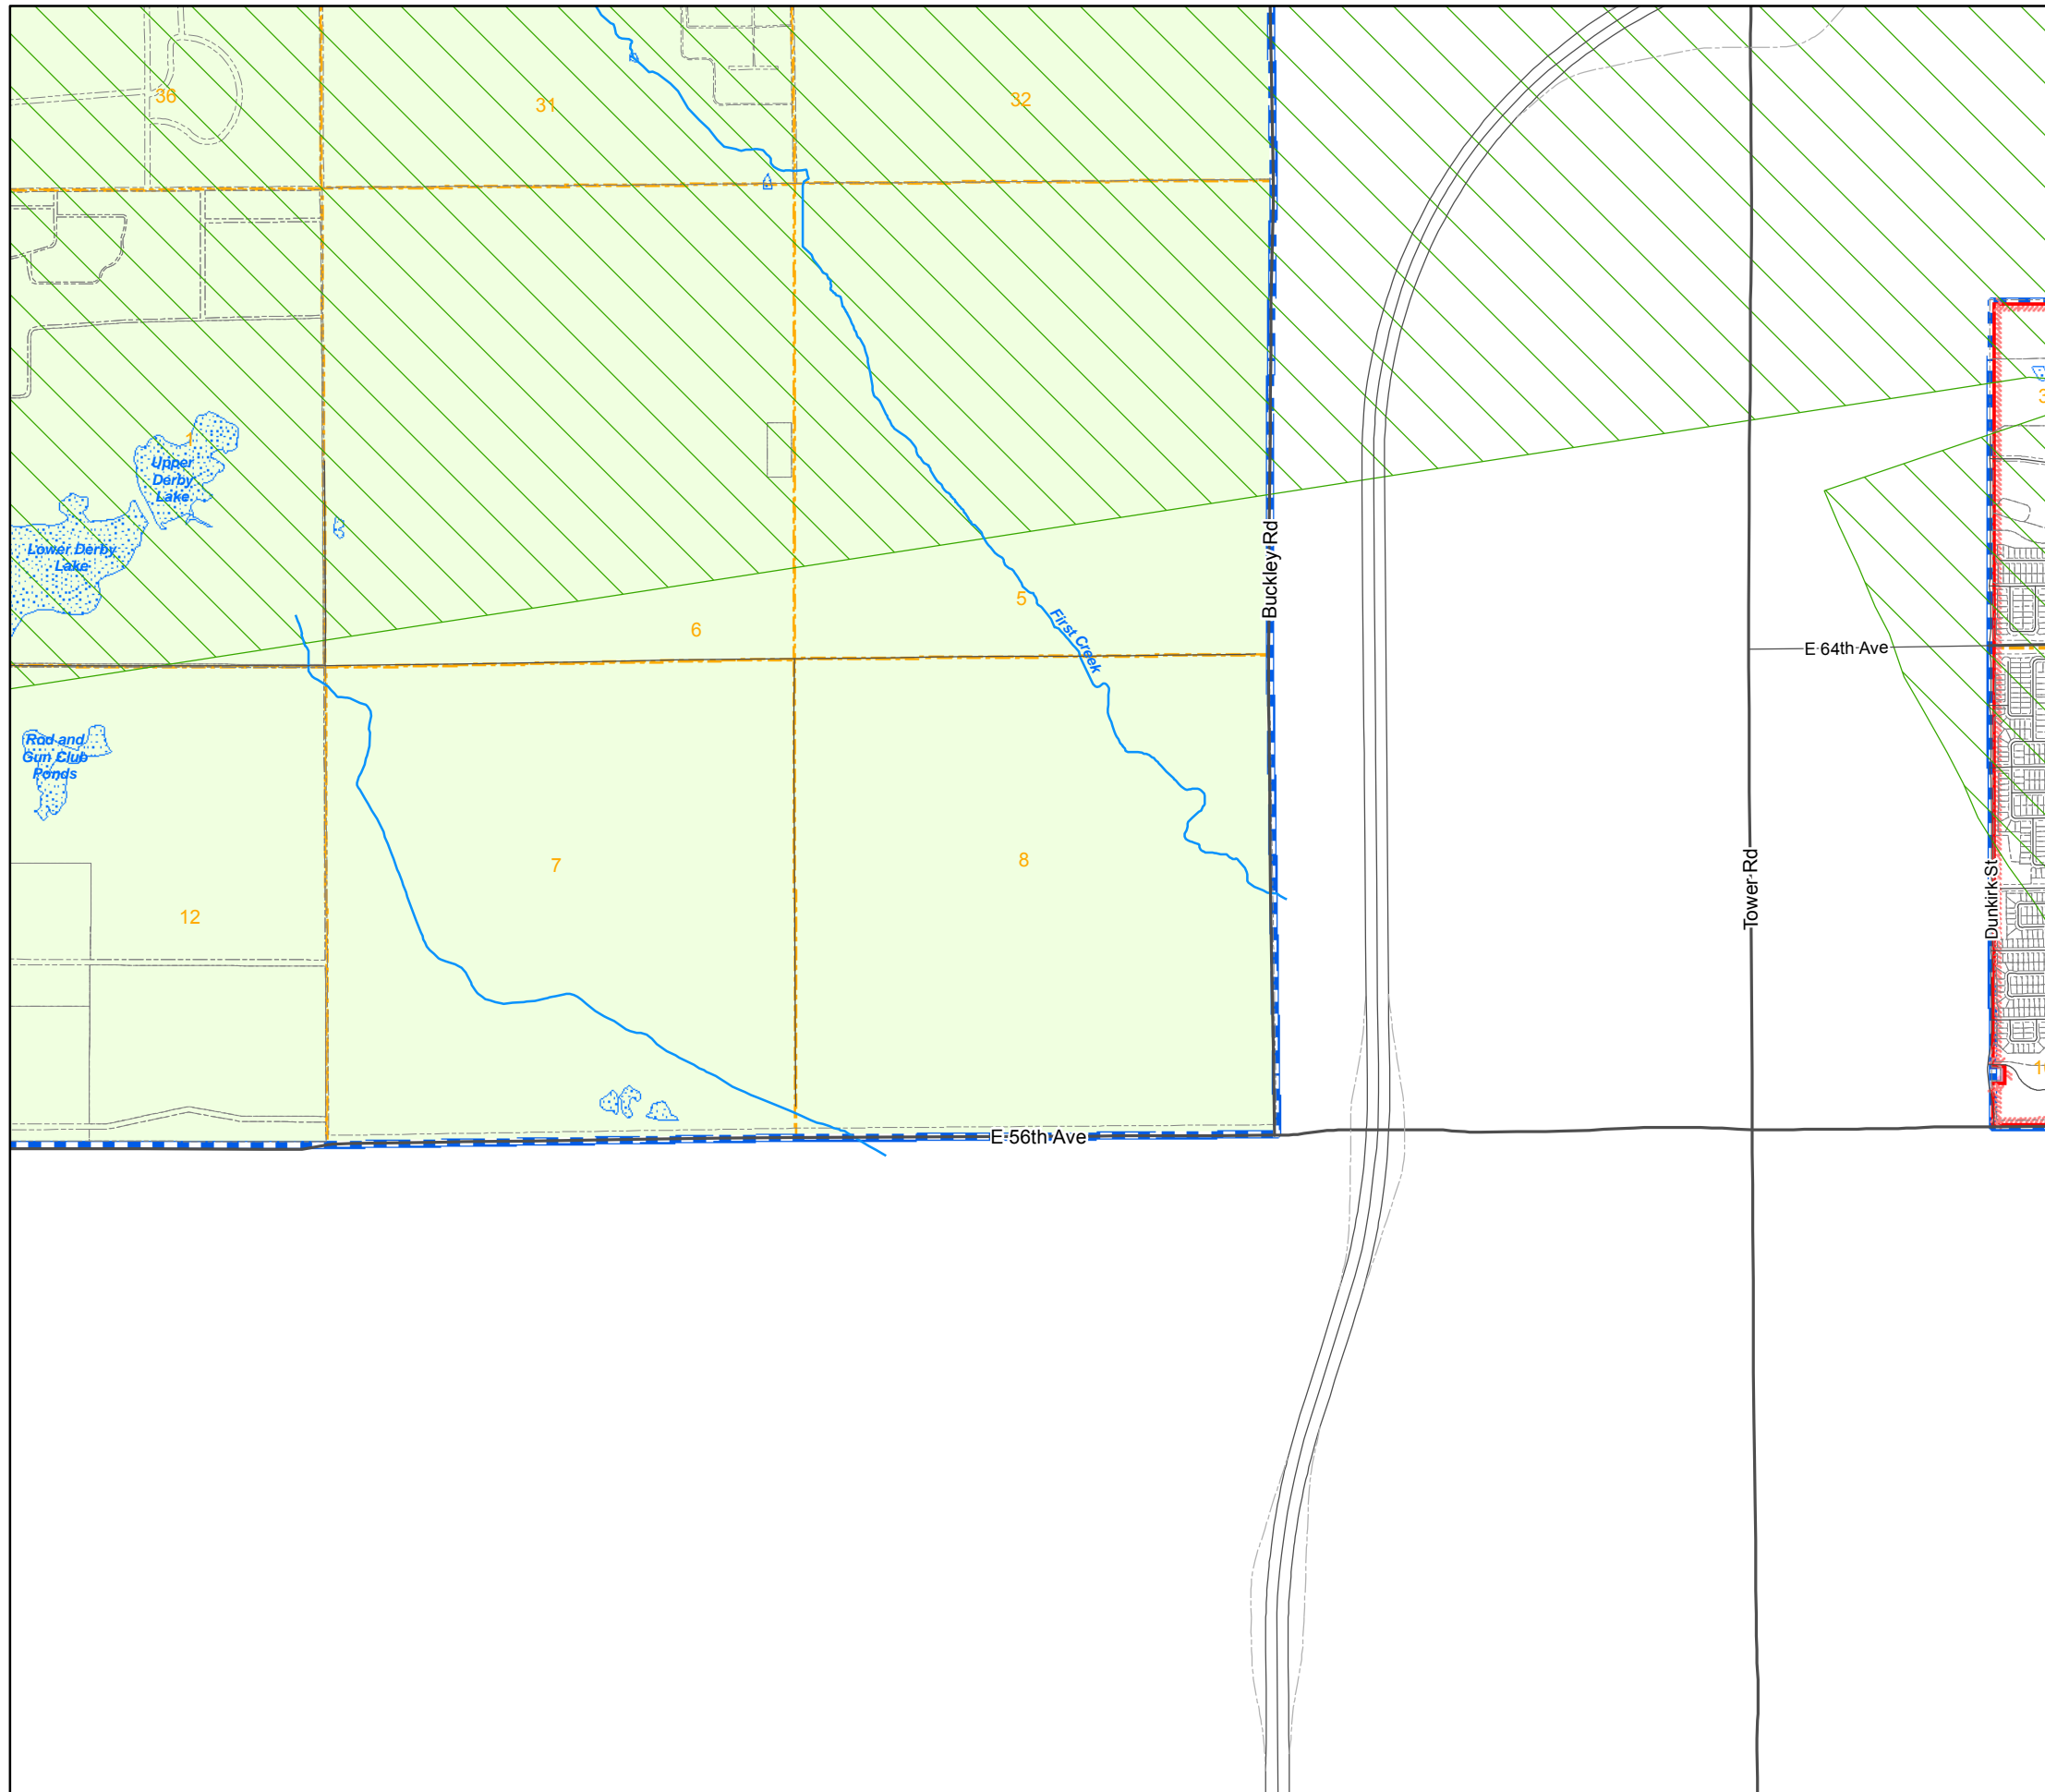 36
31
32
1
Upper
Derby
Lake
Lower Derby
Lake
Buckley Rd
5
First Creek
6
E 64th Ave
Rod and
Gun Club
Ponds
7
8
12
Tower Rd
Dunkirk St
E 56th Ave